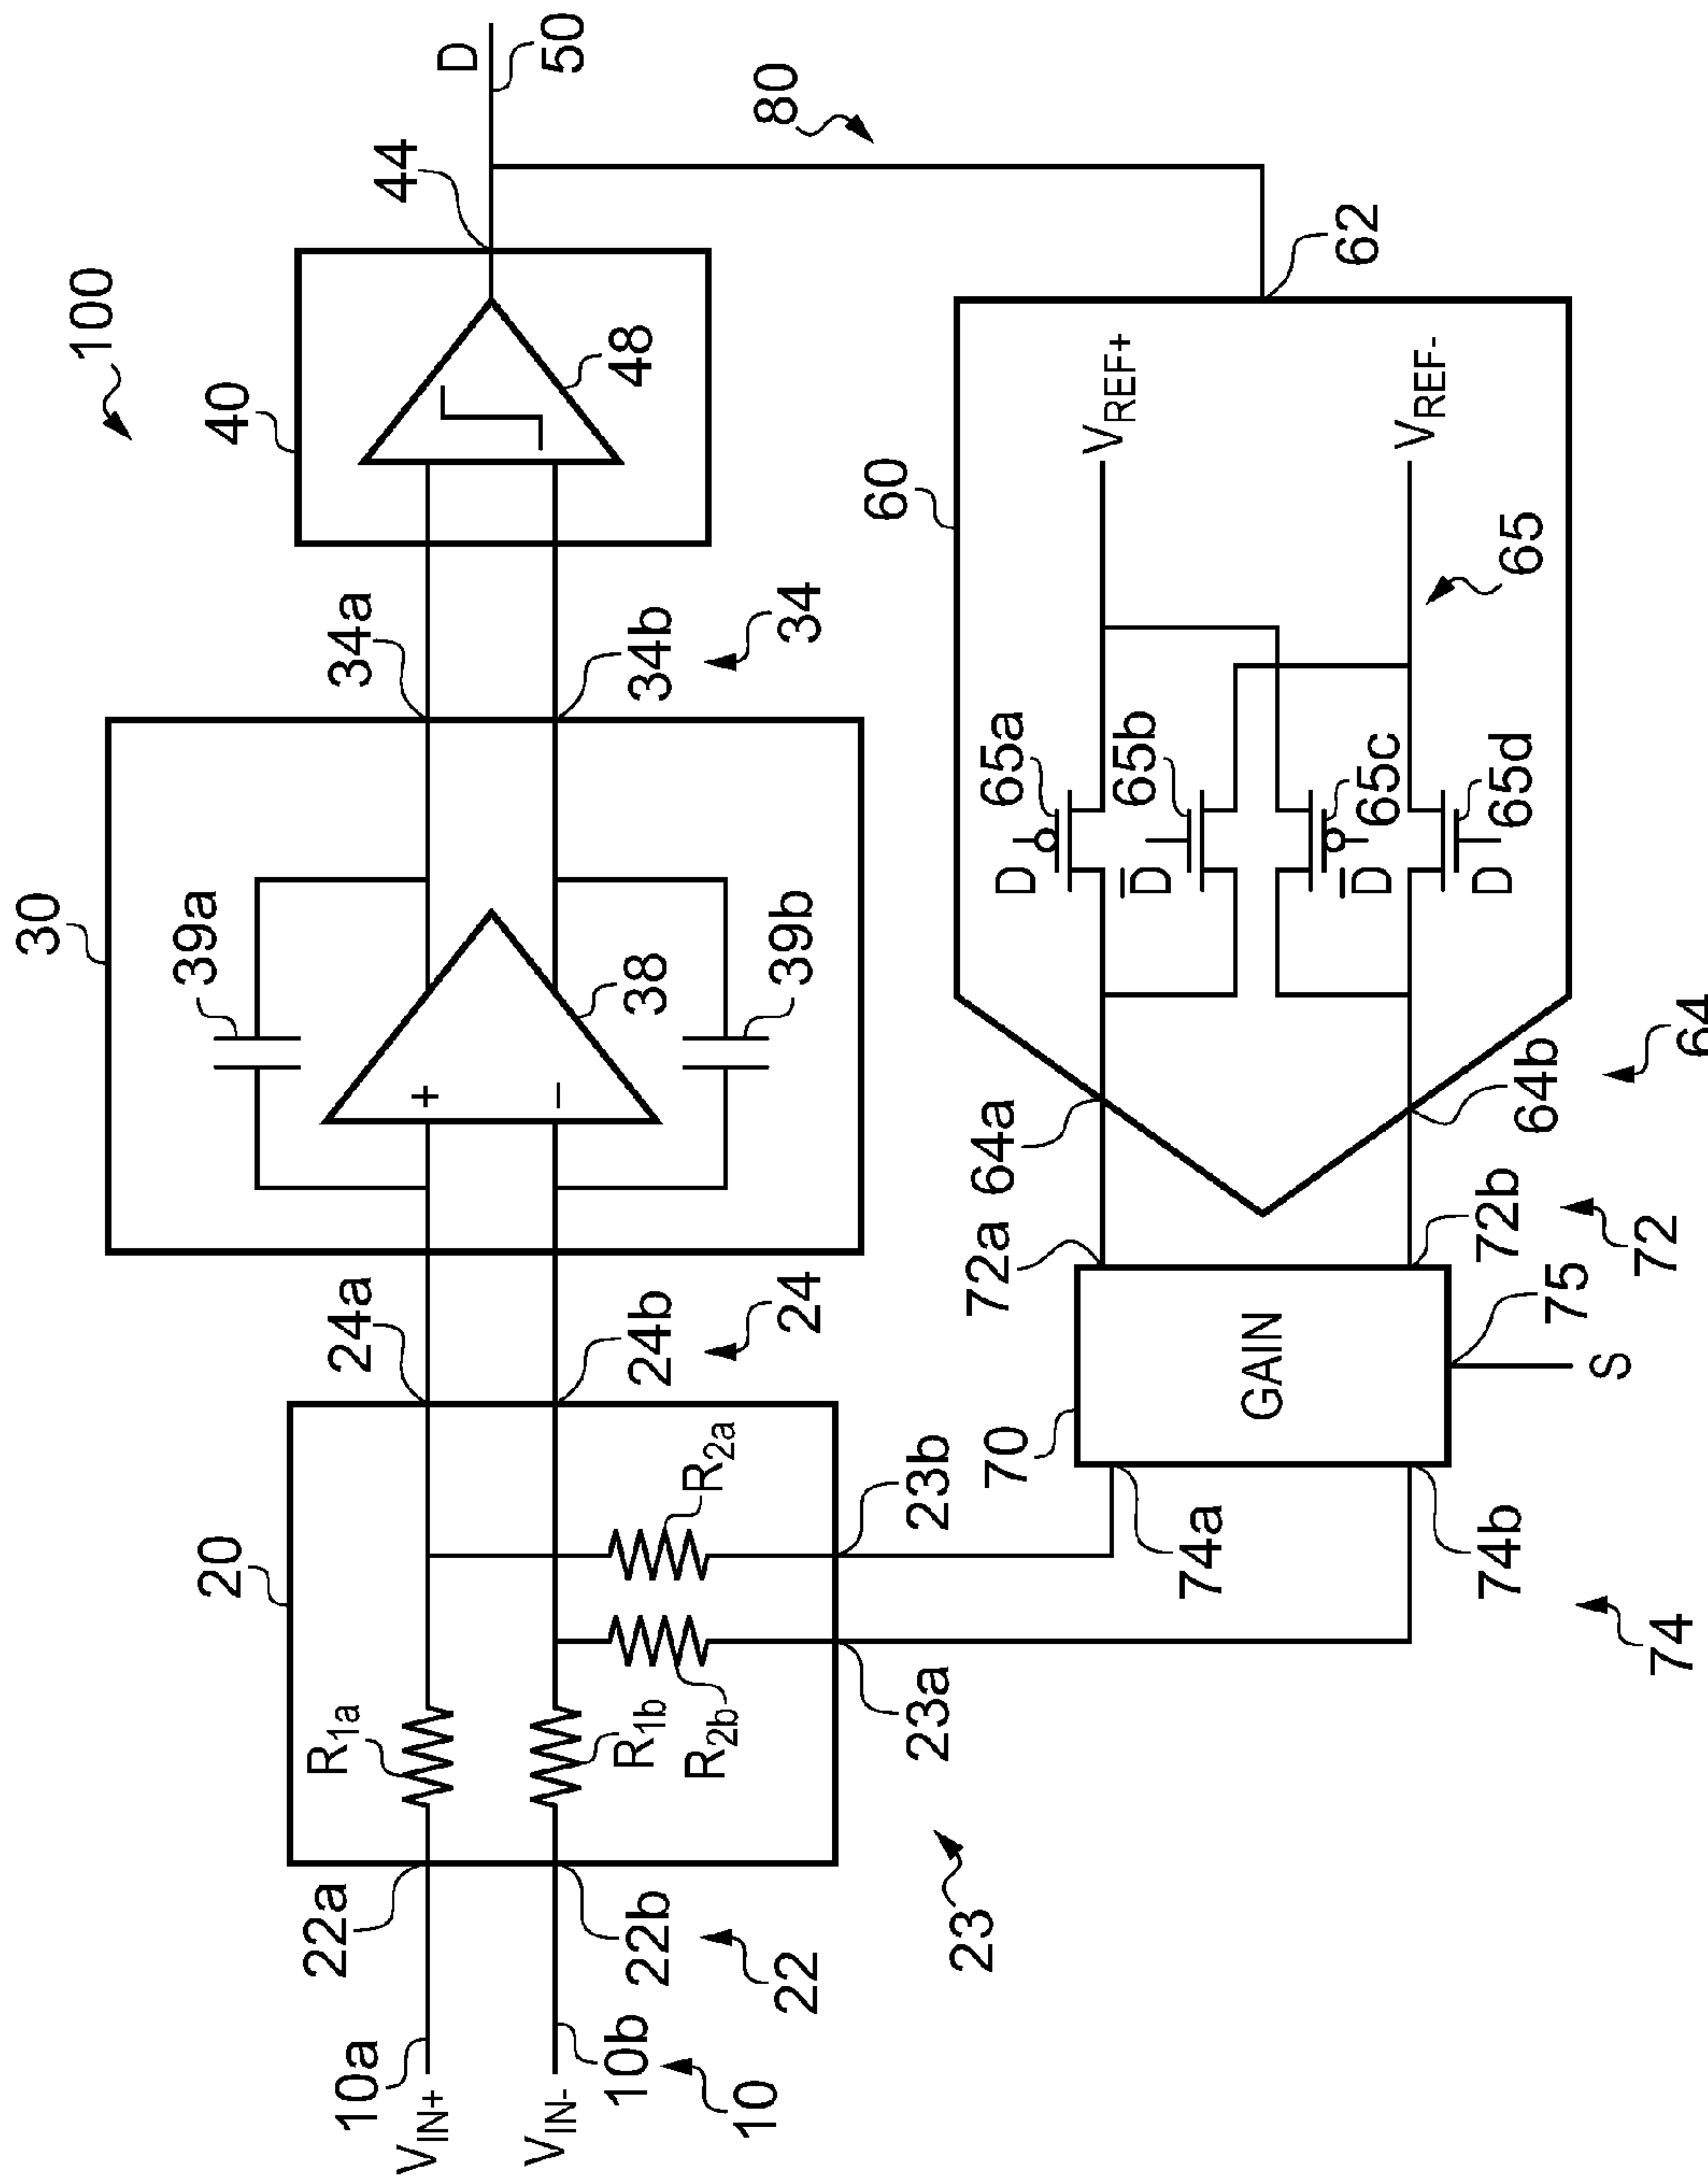 100
30
39a
38
39b
+
−
34a
34b
34
40
48
44
D
50
80
20
R1a
R1b
R2a
R2b
24a
24b
24
22a
22b
22
10a
10b
10
VIN+
VIN-
23
23a
23b
60
62
VREF+
VREF-
65
65a
65b
65c
65d
D
D̅
D̅
D
64a
64b
64
72a
72b
72
70
GAIN
75
S
74a
74b
74